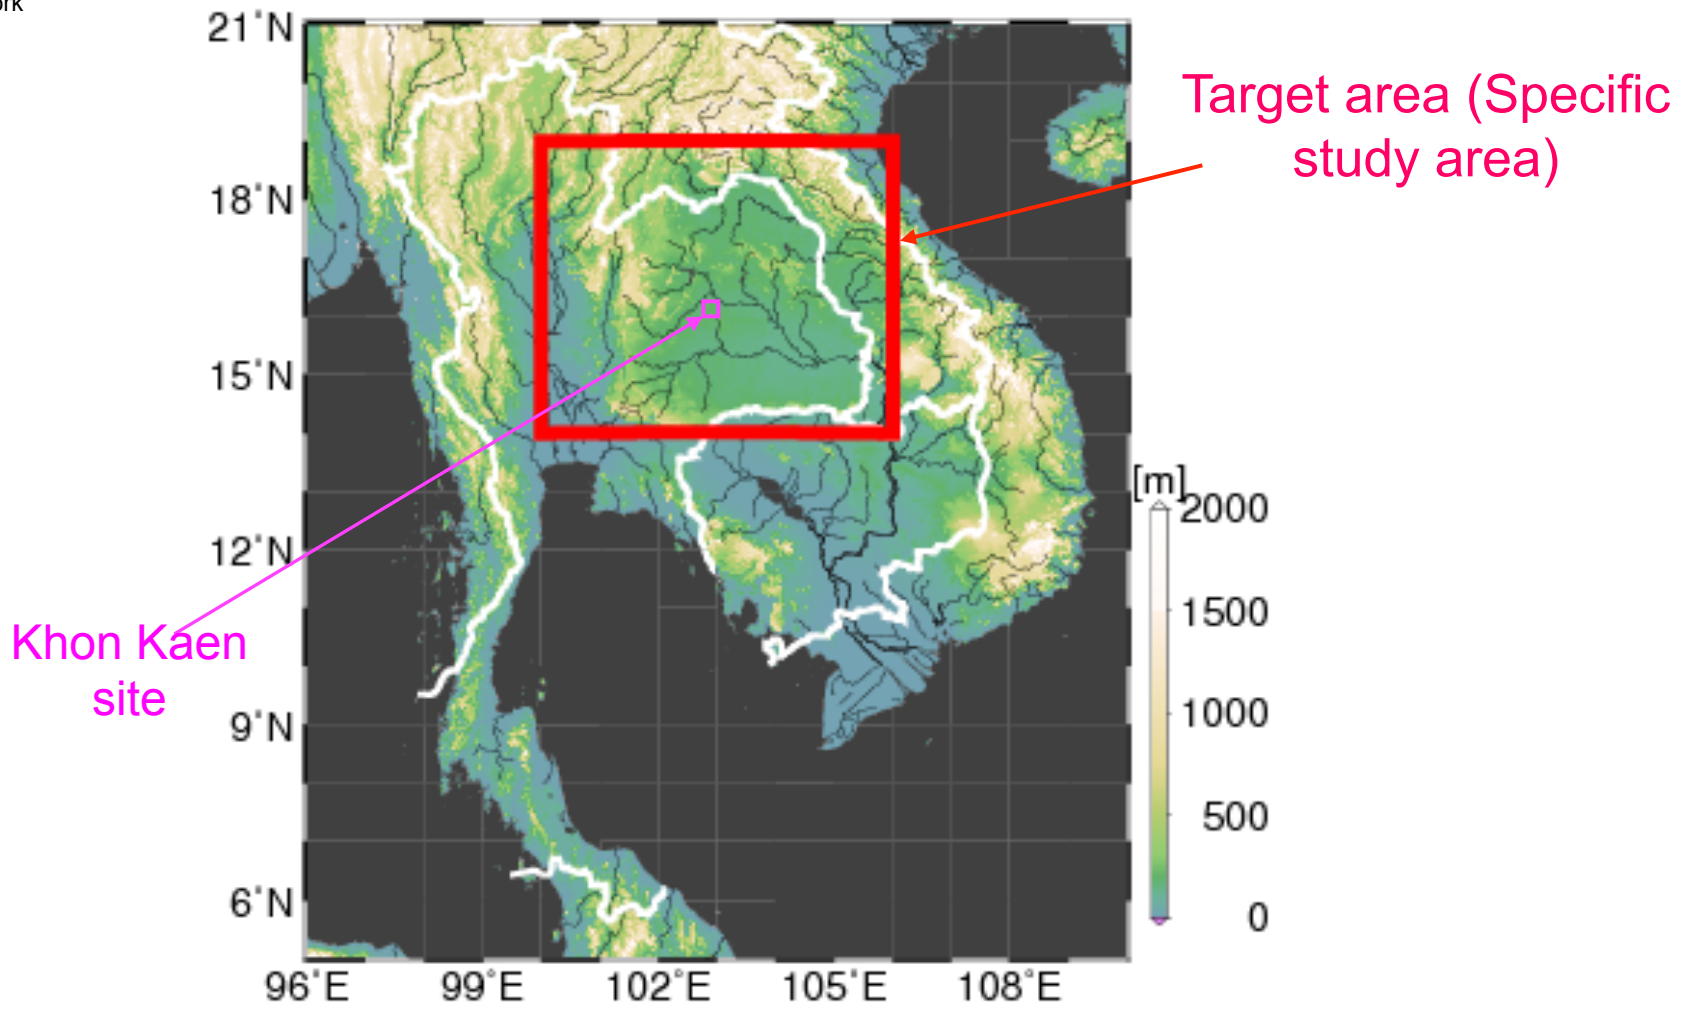 ork
21°N
Target area (Specific
study area)
18°N
15°N
[m]
2000
12°N
1500
Khon Kaen
site
1000
9°N
500
6°N
0
96°E 99°E 102°E 105°E 108°E